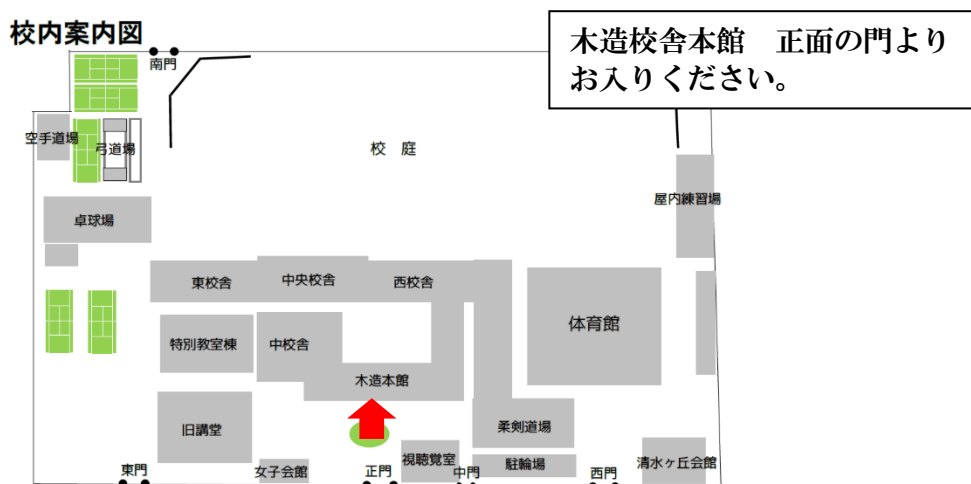 校内案内図
木造校舎本館　正面の門より
お入りください。
南門
空手道場
弓道場
校　庭
屋内練習場
卓球場
東校舎
中央校舎
西校舎
体育館
特別教室棟
中校舎
木造本館
旧講堂
柔剣道場
視聴覚室
駐輪場
清水ヶ丘会館
東門
女子会館
正門
中門
西門